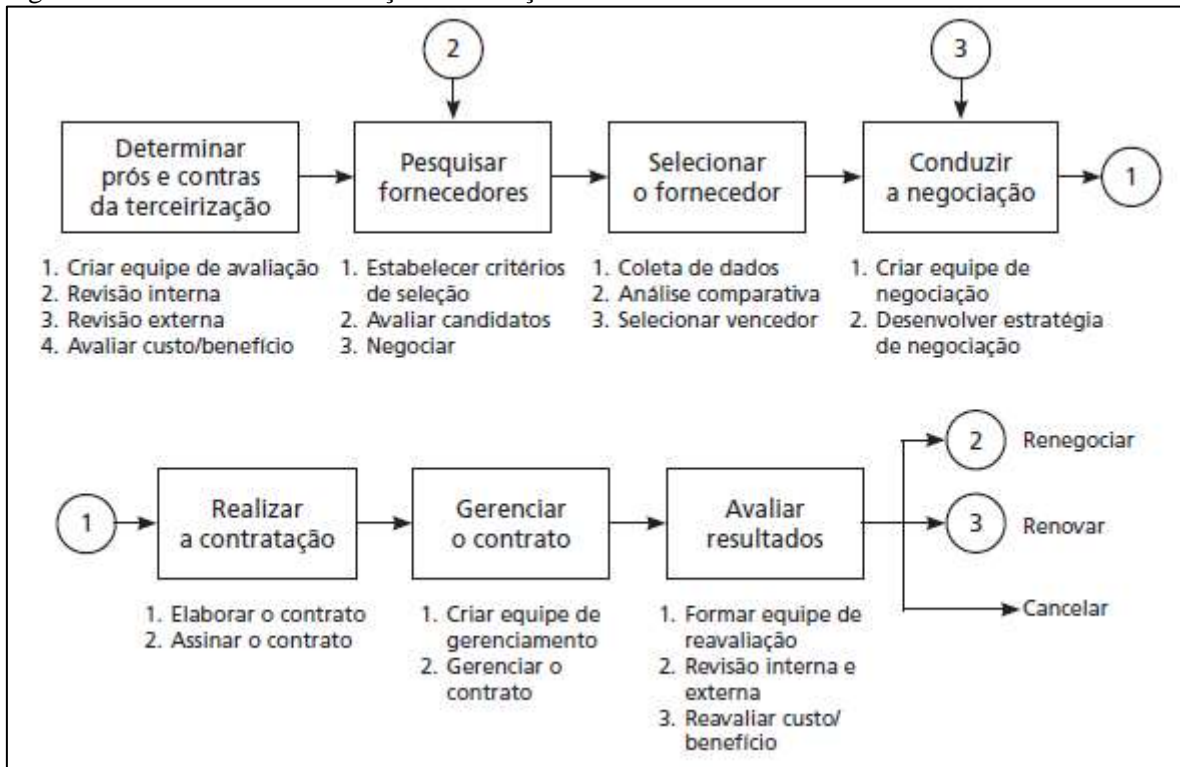 2
3
Determinar
prós e contras
da terceirização
Pesquisar
fornecedores
Selecionar
o fornecedor
Conduzir
a negociação
1
1. Criar equipe de avaliação
2. Revisão interna
3. Revisão externa
4. Avaliar custo/benefício
1. Estabelecer critérios
de seleção
2. Avaliar candidatos
3. Negociar
1. Coleta de dados
2. Análise comparativa
3. Selecionar vencedor
1. Criar equipe de
negociação
2. Desenvolver estratégia
de negociação
1
Realizar
a contratação
Gerenciar
o contrato
Avaliar
resultados
2 Renegociar
3 Renovar
Cancelar
1. Elaborar o contrato
2. Assinar o contrato
1. Criar equipe de
gerenciamento
2. Gerenciar o
contrato
1. Formar equipe de
reavaliação
2. Revisão interna e
externa
3. Reavaliar custo/
benefício